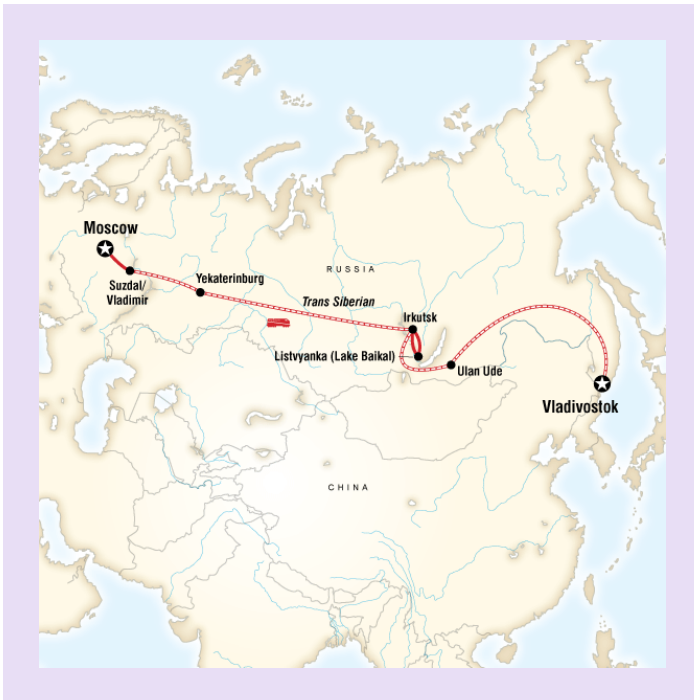 Moscow
Suzdal/
Vladimir
Yekaterinburg
RUSSIA
Trans Siberian
Irkutsk
Listvyanka (Lake Baikal)
Ulan Ude
Vladivostok
CHINA